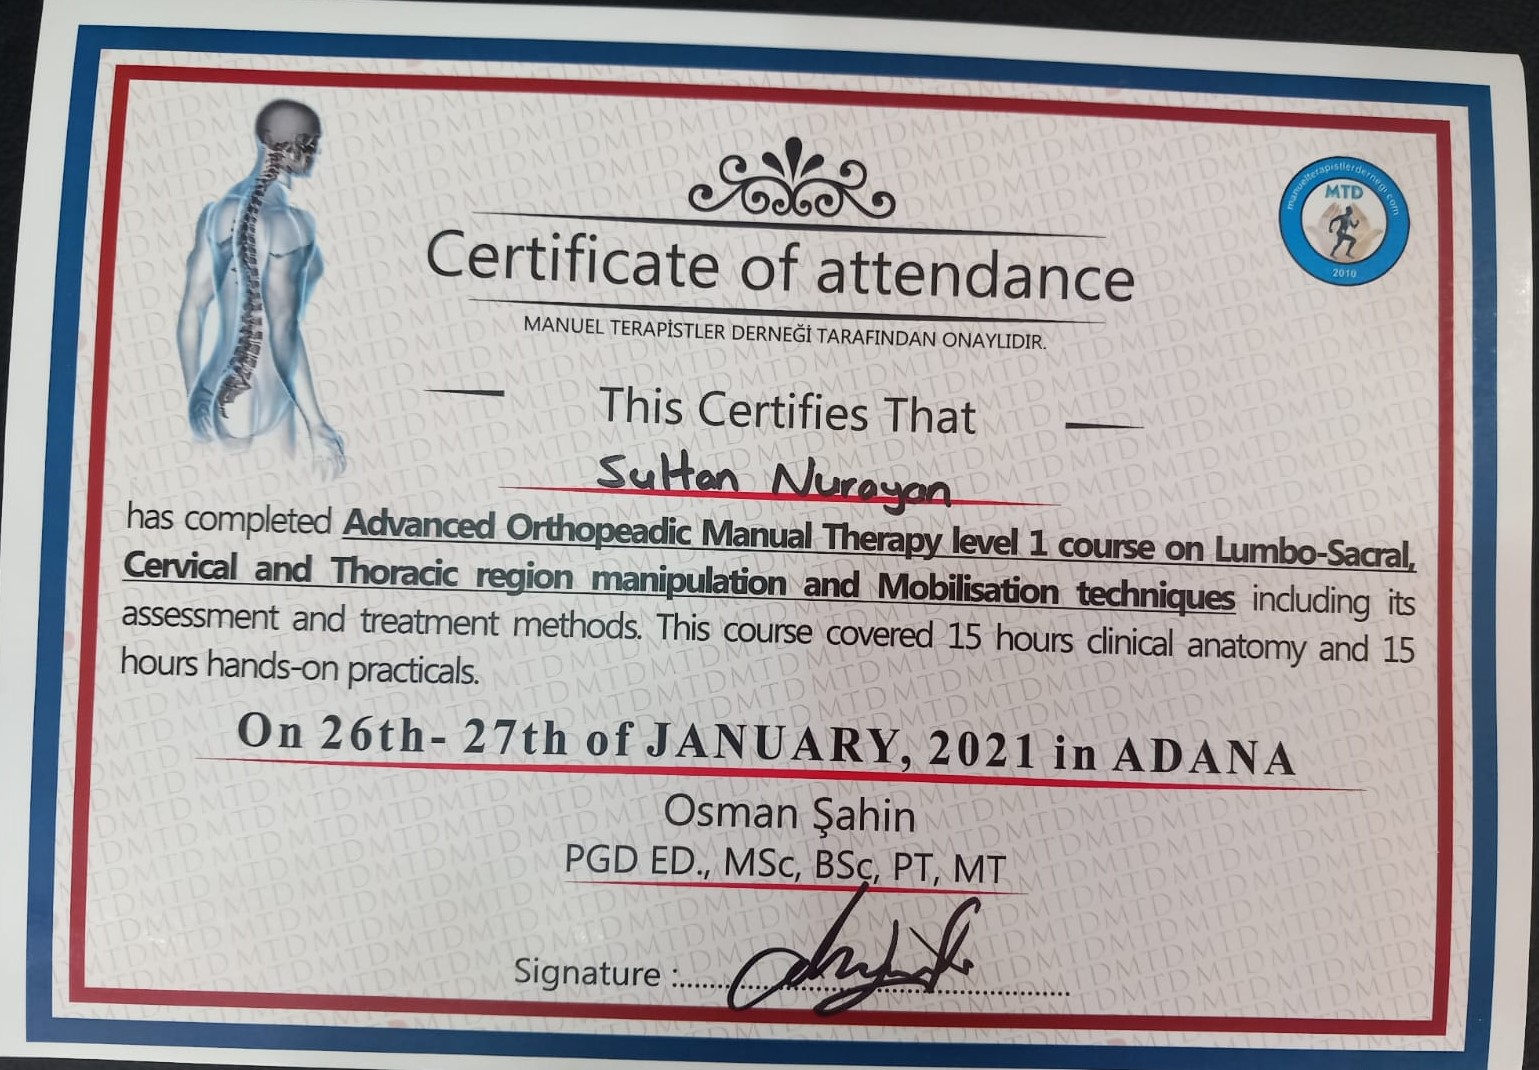 manuelterapistlerdernegi.com
MTD
2010
Certificate of attendance
MANUEL TERAPİSTLER DERNEĞİ TARAFINDAN ONAYLIDIR.
This Certifies That
Sultan Nurayan
has completed Advanced Orthopeadic Manual Therapy level 1 course on Lumbo-Sacral,
Cervical and Thoracic region manipulation and Mobilisation techniques including its
assessment and treatment methods. This course covered 15 hours clinical anatomy and 15
hours hands-on practicals.
On 26th- 27th of JANUARY, 2021 in ADANA
Osman Şahin
PGD ED., MSc, BSc, PT, MT
Signature :